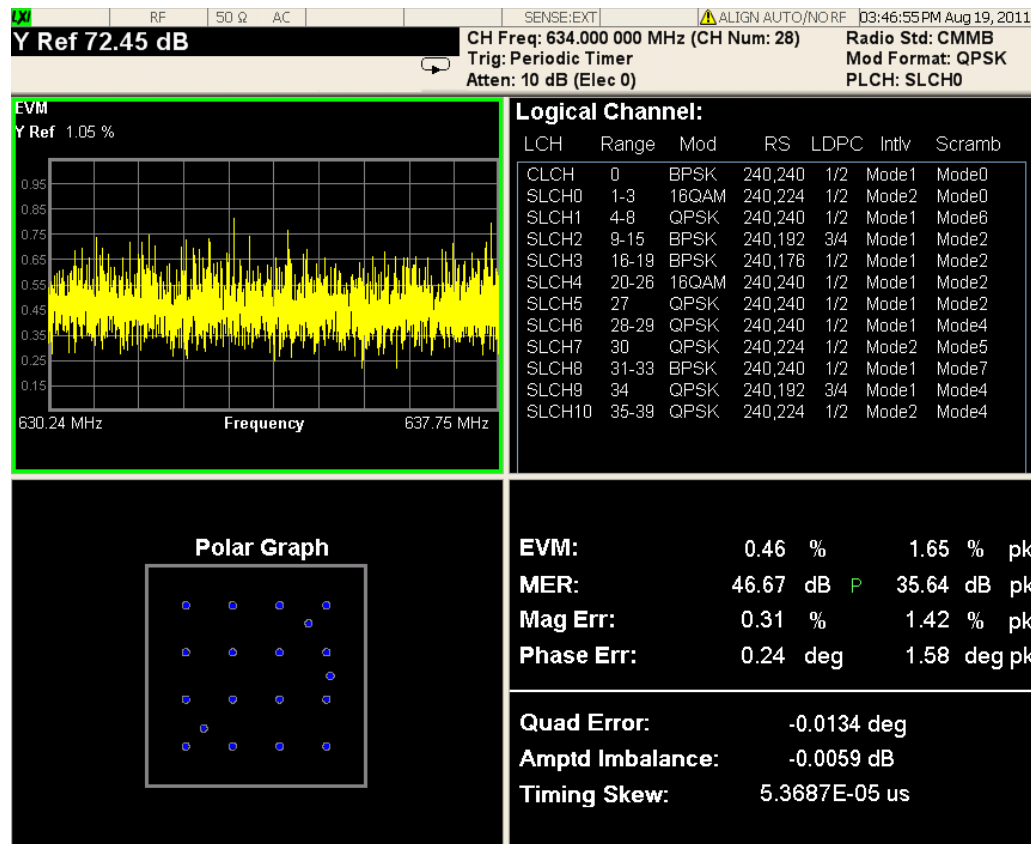 LXI RF 50 Ω AC SENSE:EXT ALIGN AUTO/NO RF 03:46:55 PM Aug 19, 2011
Y Ref 72.45 dB
CH Freq: 634.000 000 MHz (CH Num: 28) Radio Std: CMMB
Trig: Periodic Timer Mod Format: QPSK
Atten: 10 dB (Elec 0) PLCH: SLCH0
EVM
Y Ref 1.05 %
0.95
0.85
0.75
0.65
0.55
0.45
0.35
0.25
0.15
630.24 MHz Frequency 637.75 MHz
Logical Channel:
LCH Range Mod RS LDPC Intlv Scramb
CLCH 0 BPSK 240,240 1/2 Mode1 Mode0
SLCH0 1-3 16QAM 240,224 1/2 Mode2 Mode0
SLCH1 4-8 QPSK 240,240 1/2 Mode1 Mode6
SLCH2 9-15 BPSK 240,192 3/4 Mode1 Mode2
SLCH3 16-19 BPSK 240,176 1/2 Mode1 Mode2
SLCH4 20-26 16QAM 240,240 1/2 Mode1 Mode2
SLCH5 27 QPSK 240,240 1/2 Mode1 Mode2
SLCH6 28-29 QPSK 240,240 1/2 Mode1 Mode4
SLCH7 30 QPSK 240,224 1/2 Mode2 Mode5
SLCH8 31-33 BPSK 240,240 1/2 Mode1 Mode7
SLCH9 34 QPSK 240,192 3/4 Mode1 Mode4
SLCH10 35-39 QPSK 240,224 1/2 Mode2 Mode4
Polar Graph
EVM: 0.46 % 1.65 % pk
MER: 46.67 dB P 35.64 dB pk
Mag Err: 0.31 % 1.42 % pk
Phase Err: 0.24 deg 1.58 deg pk
Quad Error: -0.0134 deg
Amptd Imbalance: -0.0059 dB
Timing Skew: 5.3687E-05 us